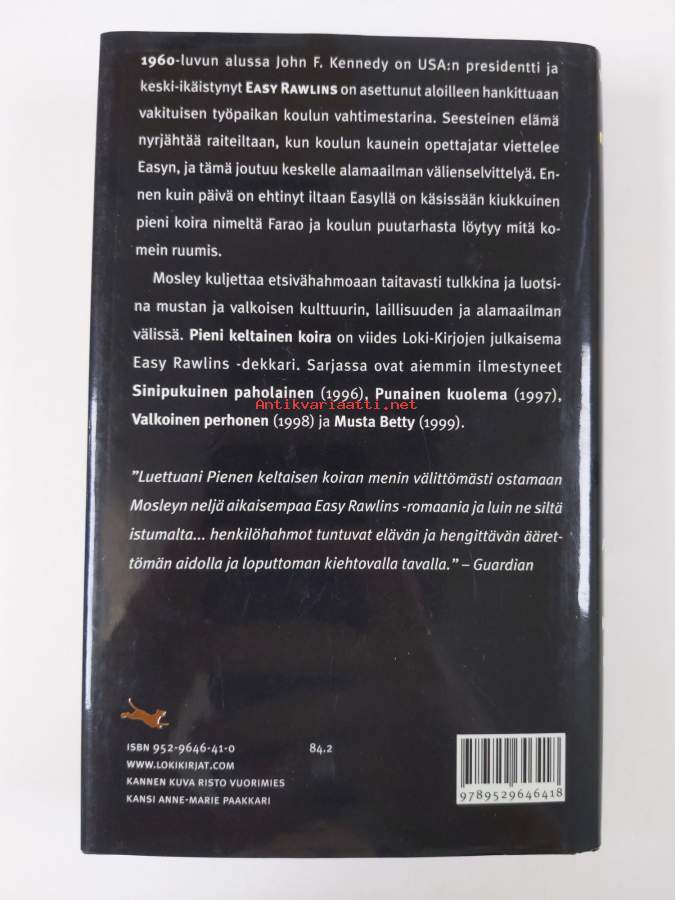 1960-luvun alussa John F. Kennedy on USA:n presidentti ja
keski-ikäistynyt EASY RAWLINS on asettunut aloilleen hankittuaan
vakituisen työpaikan koulun vahtimestarina. Seesteinen elämä
nyrjähtää raiteiltaan, kun koulun kaunein opettajatar viettelee
Easyn, ja tämä joutuu keskelle alamaailman välienselvittelyä. En-
nen kuin päivä on ehtinyt iltaan Easyllä on käsissään kiukkuinen
pieni koira nimeltä Farao ja koulun puutarhasta löytyy mitä ko-
mein ruumis.
Mosley kuljettaa etsivähahmoaan taitavasti tulkkina ja luotsi-
na mustan ja valkoisen kulttuurin, laillisuuden ja alamaailman
välissä. Pieni keltainen koira on viides Loki-Kirjojen julkaisema
Easy Rawlins -dekkari. Sarjassa ovat aiemmin ilmestyneet
Sinipukuinen paholainen (1996), Punainen kuolema (1997),
Antikvariaatti.net
Valkoinen perhonen (1998) ja Musta Betty (1999).
"Luettuani Pienen keltaisen koiran menin välittömästi ostamaan
Mosleyn neljä aikaisempaa Easy Rawlins -romaania ja luin ne siltä
istumalta... henkilöhahmot tuntuvat elävän ja hengittävän ääret-
tömän aidolla ja loputtoman kiehtovalla tavalla." – Guardian
ISBN 952-9646-41-0 84.2
WWW.LOKIKIRJAT.COM
KANNEN KUVA RISTO VUORIMIES
KANSI ANNE-MARIE PAAKKARI
9789529646418